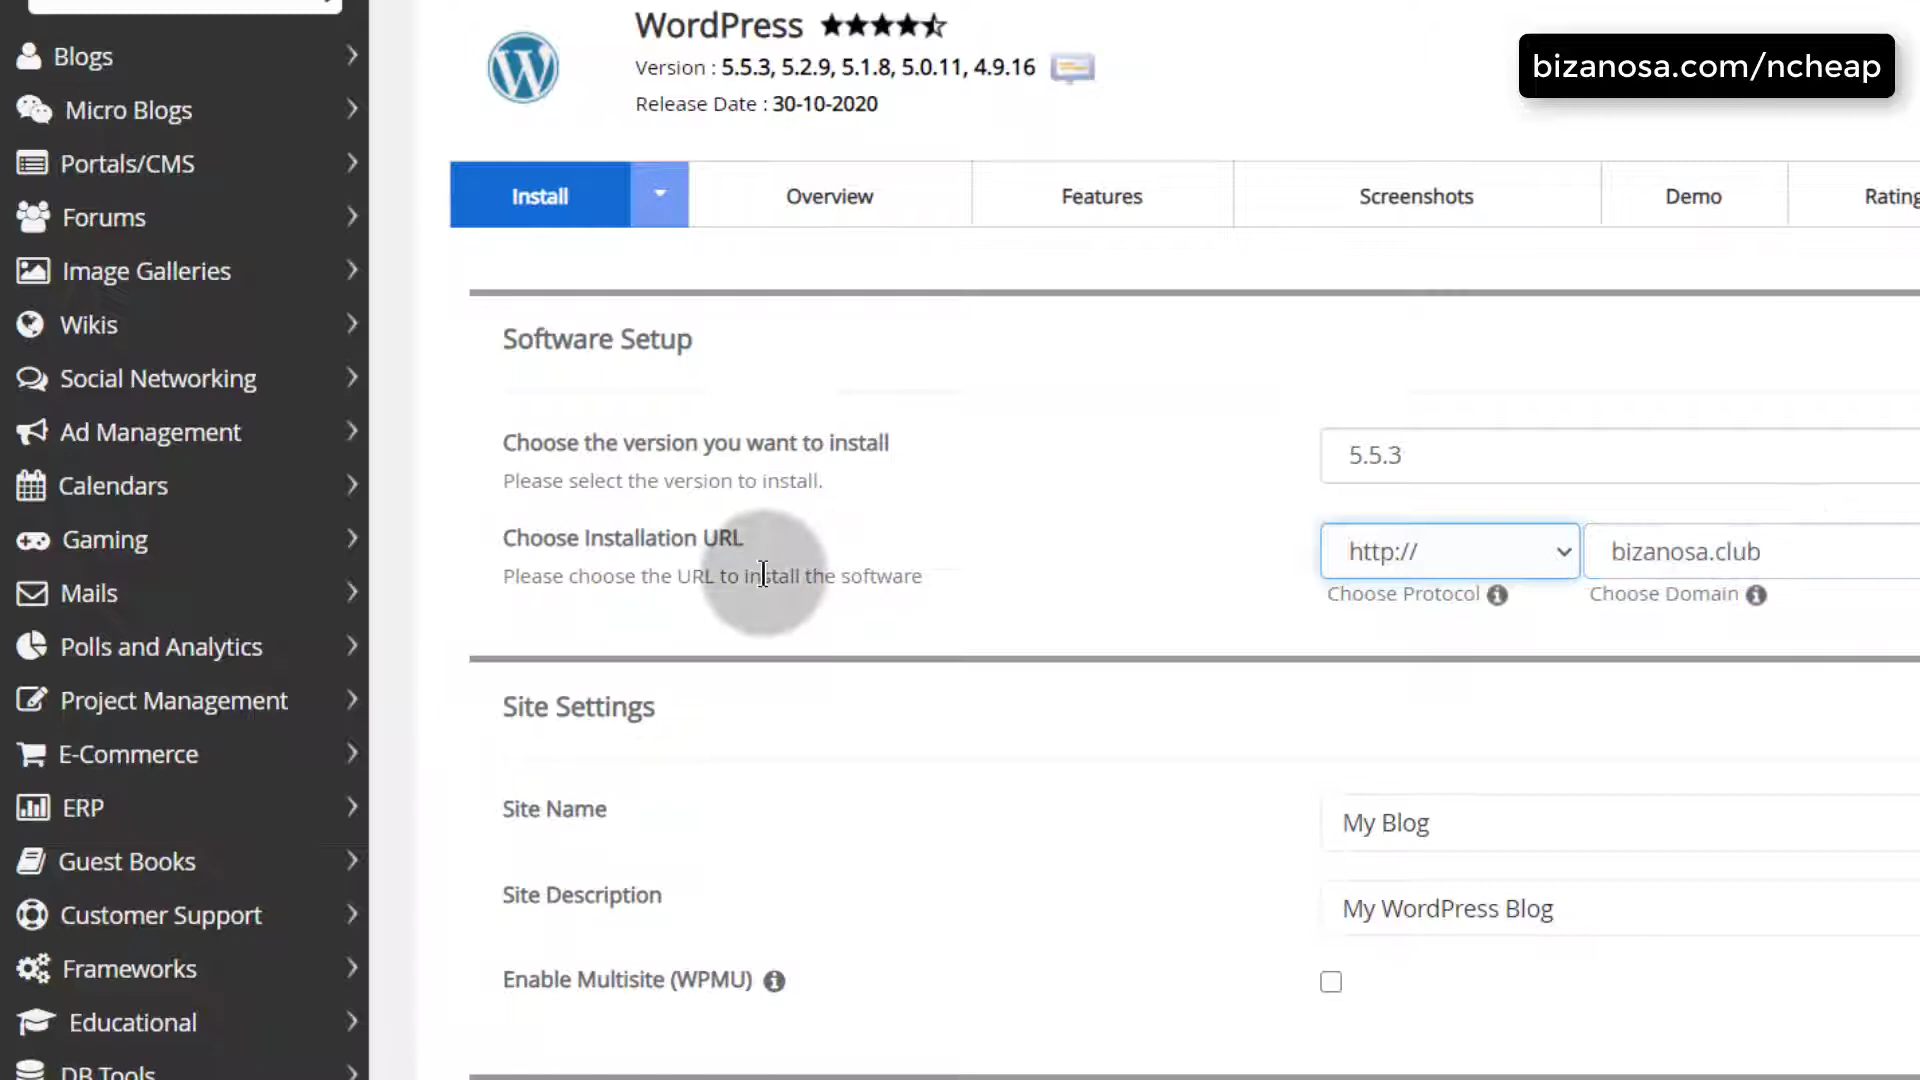 Blogs
Micro Blogs
Portals/CMS
Forums
Image Galleries
Wikis
Social Networking
Ad Management
Calendars
Gaming
Mails
Polls and Analytics
Project Management
E-Commerce
ERP
Guest Books
Customer Support
Frameworks
Educational
DB Tools
WordPress
Version : 5.5.3, 5.2.9, 5.1.8, 5.0.11, 4.9.16
Release Date : 30-10-2020
bizanosa.com/ncheap
Install Overview Features Screenshots Demo Rating
Software Setup
Choose the version you want to install
Please select the version to install.
5.5.3
Choose Installation URL
Please choose the URL to install the software
http:// bizanosa.club
Choose Protocol Choose Domain
Site Settings
Site Name
My Blog
Site Description
My WordPress Blog
Enable Multisite (WPMU)